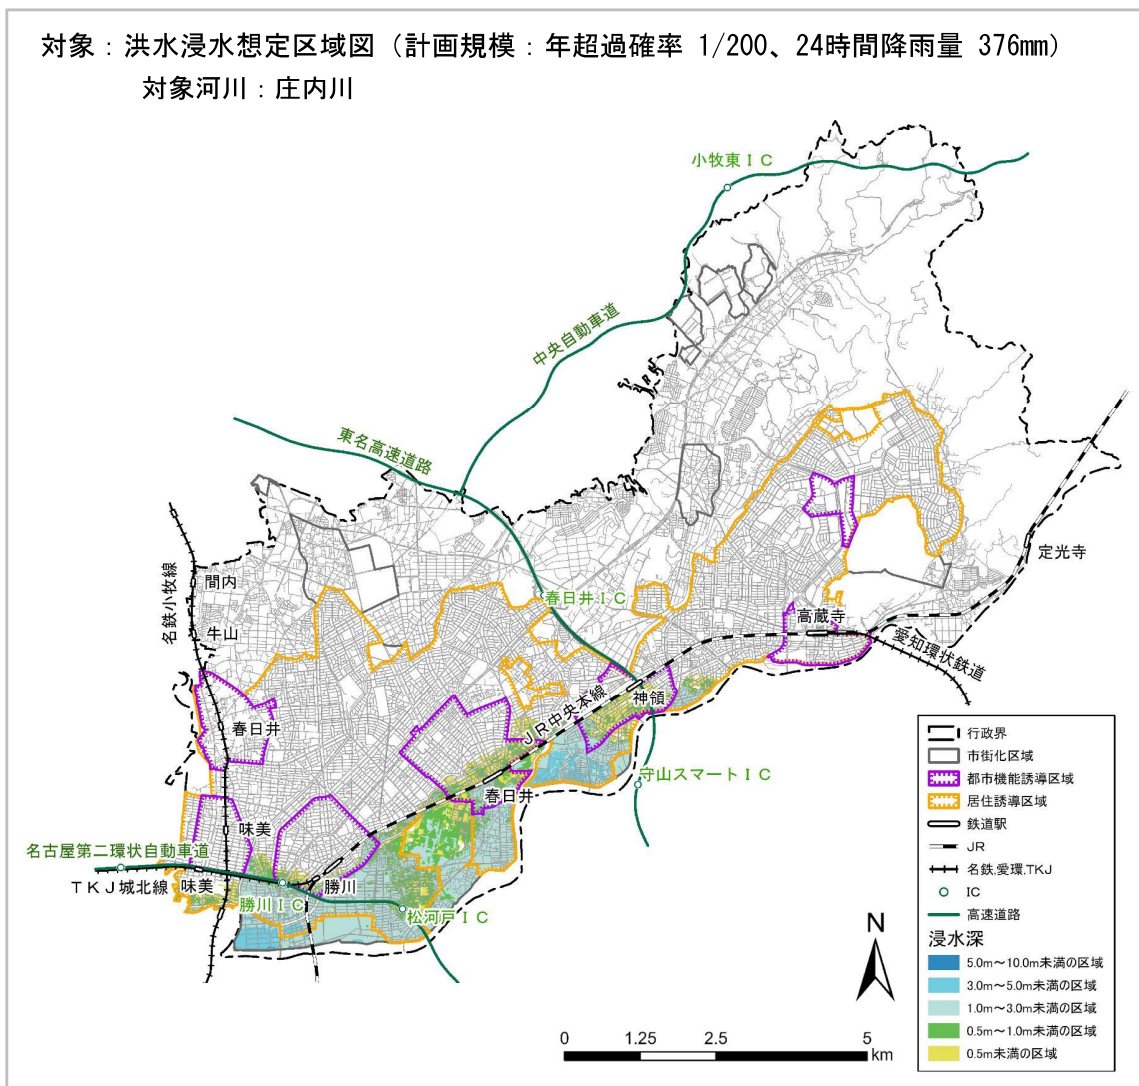 対象：洪水浸水想定区域図（計画規模：年超過確率 1/200、24時間降雨量 376mm）
対象河川：庄内川
小牧東ＩＣ
中央自動車道
東名高速道路
定光寺
名鉄小牧線
間内
春日井ＩＣ
高蔵寺
牛山
愛知環状鉄道
ＪＲ中央本線
神領
春日井
守山スマートＩＣ
春日井
味美
名古屋第二環状自動車道
ＴＫＪ城北線
味美
勝川
勝川ＩＣ
松河戸ＩＣ
行政界
市街化区域
都市機能誘導区域
居住誘導区域
鉄道駅
JR
名鉄,愛環,TKJ
IC
高速道路
浸水深
5.0m～10.0m未満の区域
3.0m～5.0m未満の区域
1.0m～3.0m未満の区域
0.5m～1.0m未満の区域
0.5m未満の区域
N
0 1.25 2.5 5
km